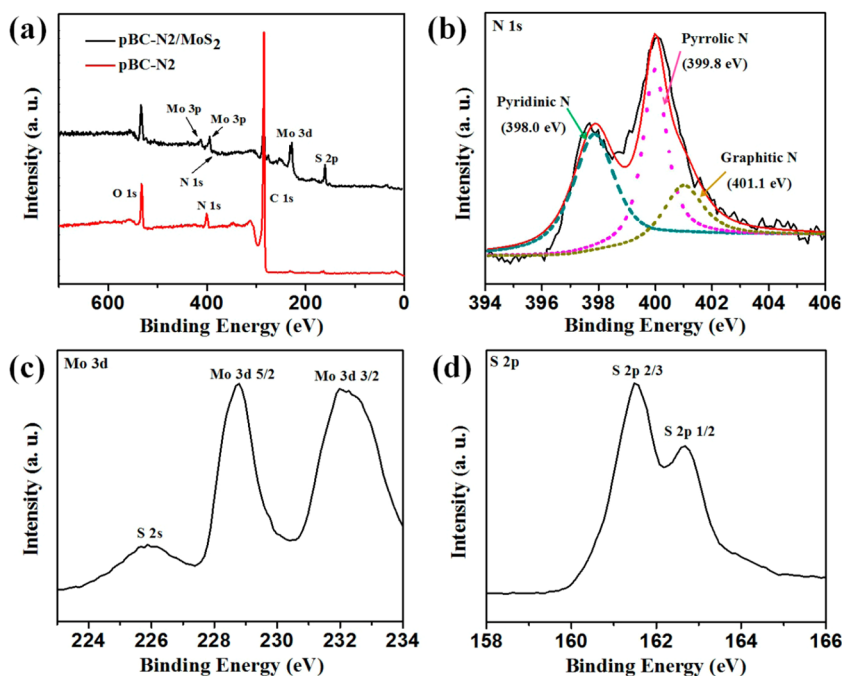 (a)
pBC-N2/MoS2
pBC-N2
Mo 3p
Mo 3p
Mo 3d
S 2p
N 1s
O 1s
N 1s
C 1s
Intensity (a. u.)
600 400 200 0
Binding Energy (eV)
(b)
N 1s
Pyrrolic N
(399.8 eV)
Pyridinic N
(398.0 eV)
Graphitic N
(401.1 eV)
Intensity (a. u.)
394 396 398 400 402 404 406
Binding Energy (eV)
(c)
Mo 3d
Mo 3d 5/2
Mo 3d 3/2
S 2s
Intensity (a. u.)
224 226 228 230 232 234
Binding Energy (eV)
(d)
S 2p
S 2p 2/3
S 2p 1/2
Intensity (a. u.)
158 160 162 164 166
Binding Energy (eV)